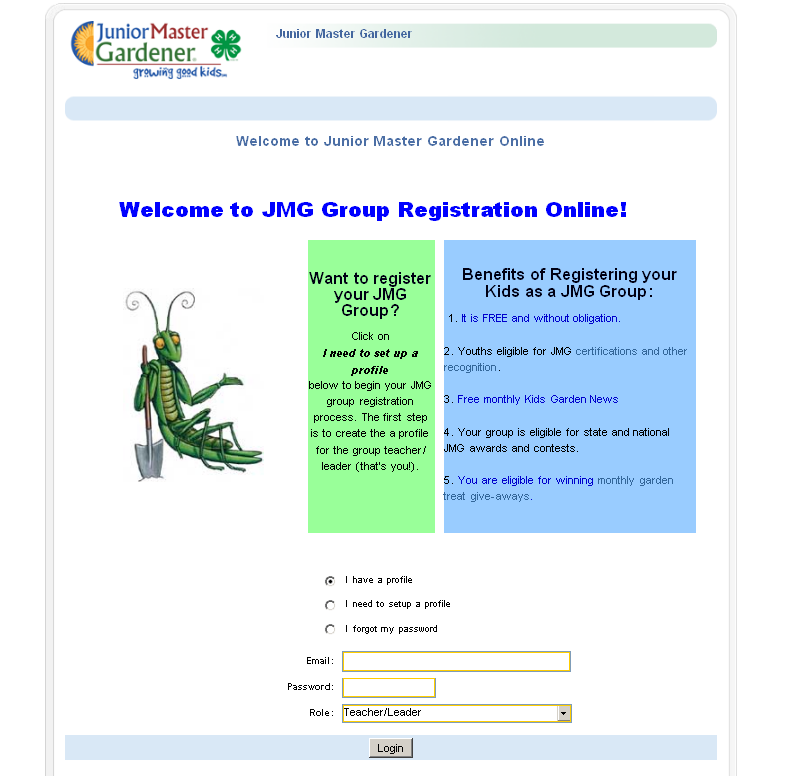 Junior Master
Gardener
growing good kids...
Junior Master Gardener
Welcome to Junior Master Gardener Online
Welcome to JMG Group Registration Online!
Want to register
your JMG
Group?
Click on
I need to set up a
profile
below to begin your JMG
group registration
process. The first step
is to create the a profile
for the group teacher/
leader (that's you!).
Benefits of Registering your
Kids as a JMG Group:
1. It is FREE and without obligation.
2. Youths eligible for JMG certifications and other
recognition.
3. Free monthly Kids Garden News
4. Your group is eligible for state and national
JMG awards and contests.
5. You are eligible for winning monthly garden
treat give-aways.
I have a profile
I need to setup a profile
I forgot my password
Email:
Password:
Role: Teacher/Leader
Login